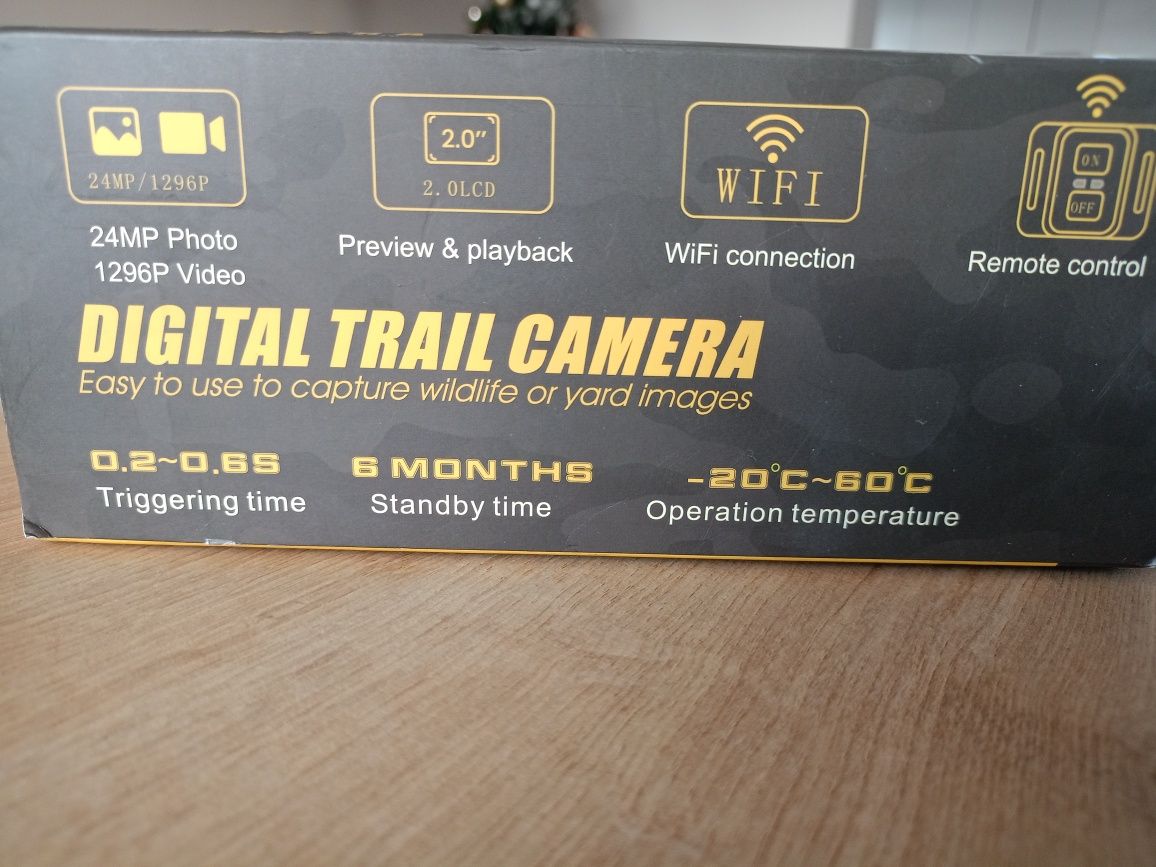 2.0"
ON
24MP/1296P
2.0LCD
WIFI
OFF
24MP Photo
1296P Video
Preview & playback
WiFi connection
Remote control
DIGITAL TRAIL CAMERA
Easy to use to capture wildlife or yard images
0.2~0.6S
6 MONTHS
-20°C~60°C
Triggering time
Standby time
Operation temperature